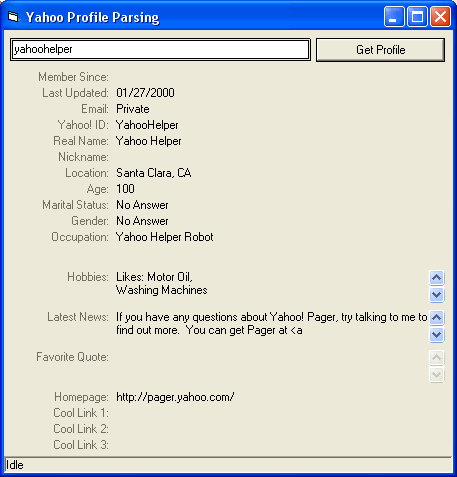 Yahoo Profile Parsing
yahoohelper Get Profile
Member Since:
Last Updated: 01/27/2000
Email: Private
Yahoo! ID: YahooHelper
Real Name: Yahoo Helper
Nickname:
Location: Santa Clara, CA
Age: 100
Marital Status: No Answer
Gender: No Answer
Occupation: Yahoo Helper Robot
Hobbies: Likes: Motor Oil,
Washing Machines
Latest News: If you have any questions about Yahoo! Pager, try talking to me to
find out more.  You can get Pager at <a
Favorite Quote:
Homepage: http://pager.yahoo.com/
Cool Link 1:
Cool Link 2:
Cool Link 3:
Idle